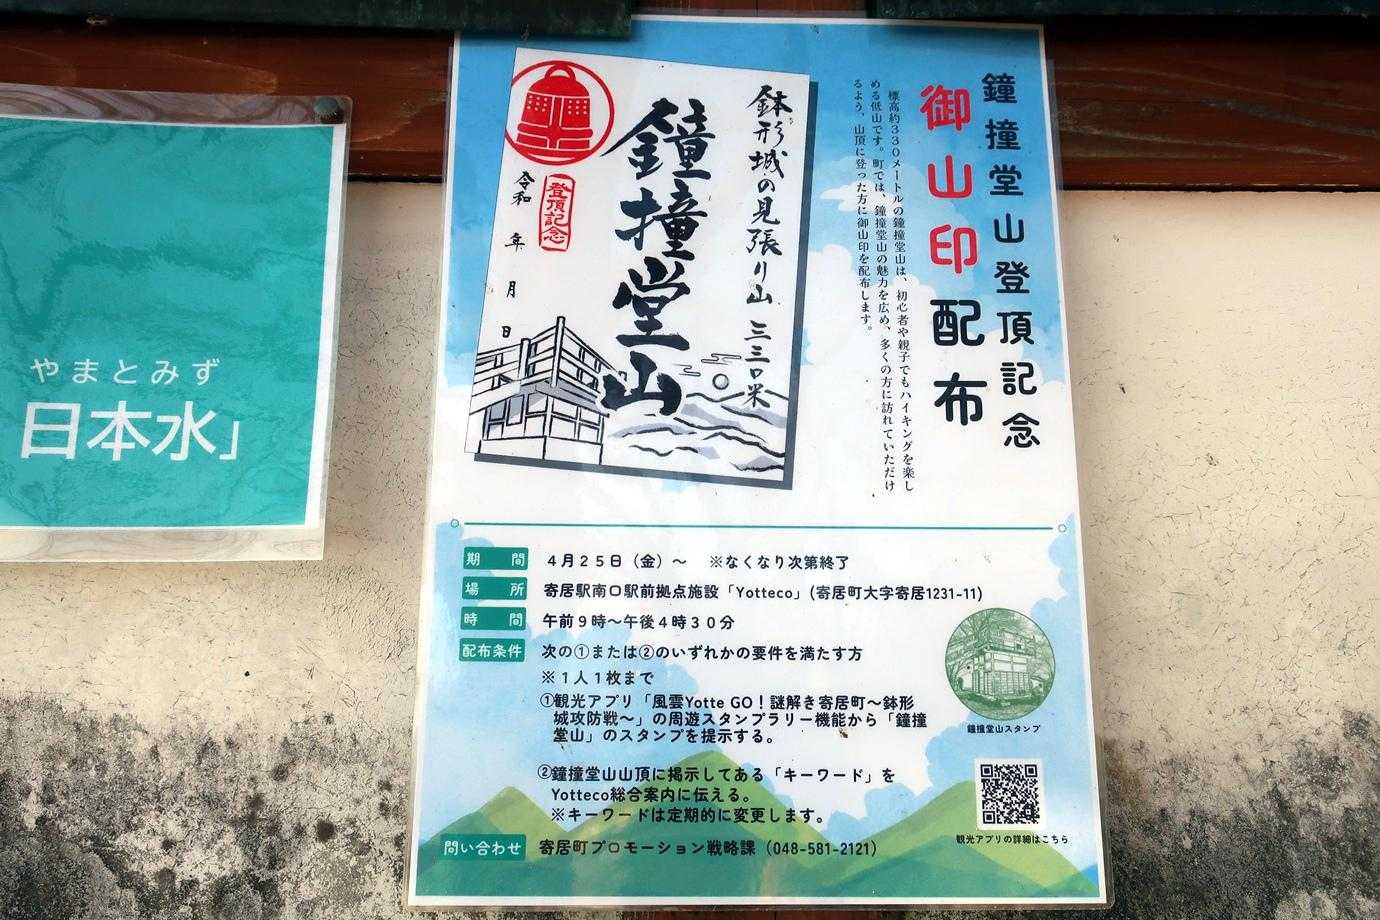 やまとみず
日本水」
鐘撞堂山登頂記念
御山印配布
標高約３３０メートルの鐘撞堂山は、初心者や親子でもハイキングを楽し
める低山です。町では、鐘撞堂山の魅力を広め、多くの方に訪れていただけ
るよう、山頂に登った方に御山印を配布します。
鉢形城の見張り山 三三〇米
鐘撞堂山
登頂記念
令和 年 月 日
期間 ４月２５日（金）～ ※なくなり次第終了
場所 寄居駅南口駅前拠点施設「Yotteco」（寄居町大字寄居1231-11）
時間 午前９時～午後４時３０分
配布条件 次の①または②のいずれかの要件を満たす方
※１人１枚まで
①観光アプリ「風雲Yotte GO！謎解き寄居町～鉢形
城攻防戦～」の周遊スタンプラリー機能から「鐘撞
堂山」のスタンプを提示する。
鐘撞堂山スタンプ
②鐘撞堂山山頂に掲示してある「キーワード」を
Yotteco総合案内に伝える。
※キーワードは定期的に変更します。
観光アプリの詳細はこちら
問い合わせ 寄居町プロモーション戦略課（048-581-2121）